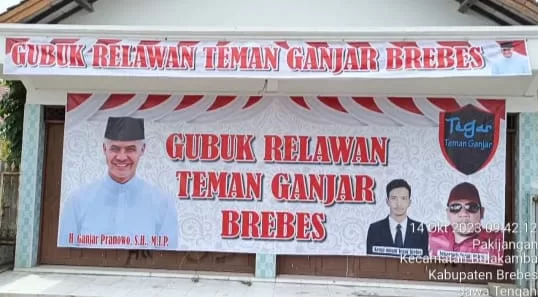 GUBUK RELAWAN TEMAN GANJAR BREBES
GUBUK RELAWAN
TEMAN GANJAR
BREBES
Tegar
Teman Ganjar
H. Ganjar Pranowo, S.H., M.I.P.
14 Okt 2023 09.42.12
Pakijangan
Kecamatan Bulakamba
Kabupaten Brebes
Jawa Tengah